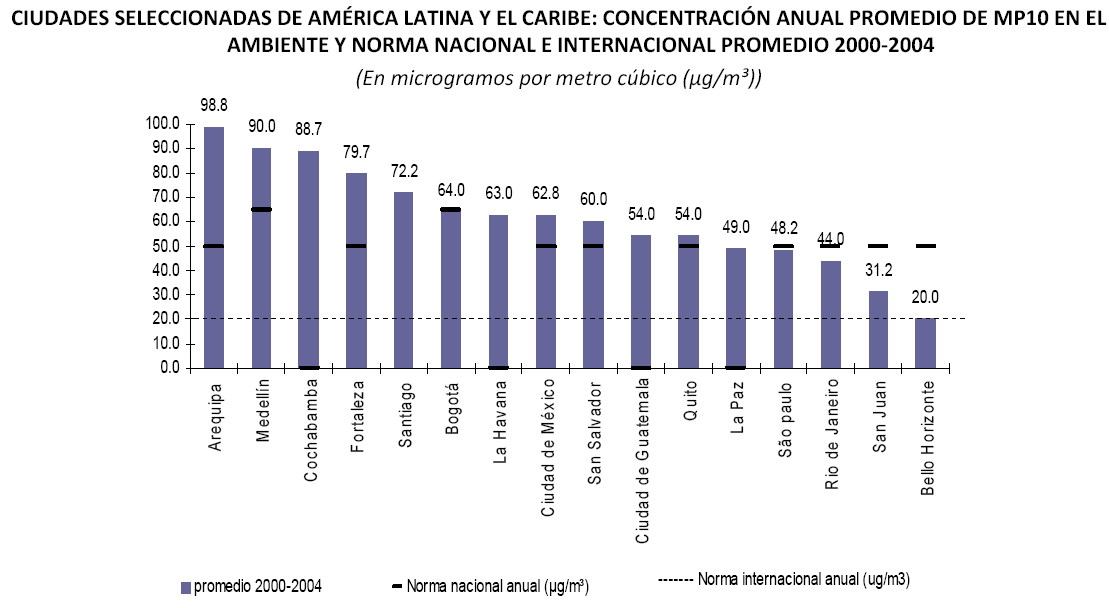 CIUDADES SELECCIONADAS DE AMÉRICA LATINA Y EL CARIBE: CONCENTRACIÓN ANUAL PROMEDIO DE MP10 EN EL
AMBIENTE Y NORMA NACIONAL E INTERNACIONAL PROMEDIO 2000-2004
(En microgramos por metro cúbico (µg/m³))
100.0
90.0
80.0
70.0
60.0
50.0
40.0
30.0
20.0
10.0
0.0
98.8
90.0
88.7
79.7
72.2
64.0
63.0
62.8
60.0
54.0
54.0
49.0
48.2
44.0
31.2
20.0
Arequipa
Medellín
Cochabamba
Fortaleza
Santiago
Bogotá
La Havana
Ciudad de México
San Salvador
Ciudad de Guatemala
Quito
La Paz
São paulo
Rio de Janeiro
San Juan
Bello Horizonte
promedio 2000-2004
Norma nacional anual (µg/m³)
Norma internacional anual (ug/m3)